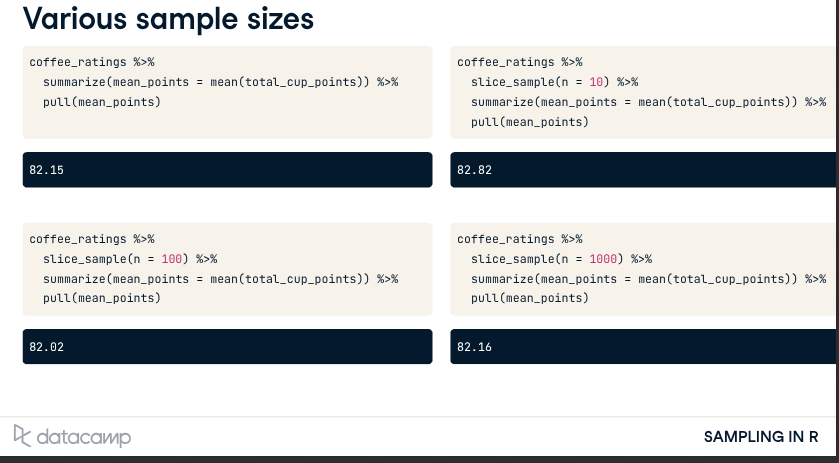 Various sample sizes
coffee_ratings %>%
  summarize(mean_points = mean(total_cup_points)) %>%
  pull(mean_points)
82.15
coffee_ratings %>%
  slice_sample(n = 10) %>%
  summarize(mean_points = mean(total_cup_points)) %>%
  pull(mean_points)
82.82
coffee_ratings %>%
  slice_sample(n = 100) %>%
  summarize(mean_points = mean(total_cup_points)) %>%
  pull(mean_points)
82.02
coffee_ratings %>%
  slice_sample(n = 1000) %>%
  summarize(mean_points = mean(total_cup_points)) %>%
  pull(mean_points)
82.16
datacamp
SAMPLING IN R